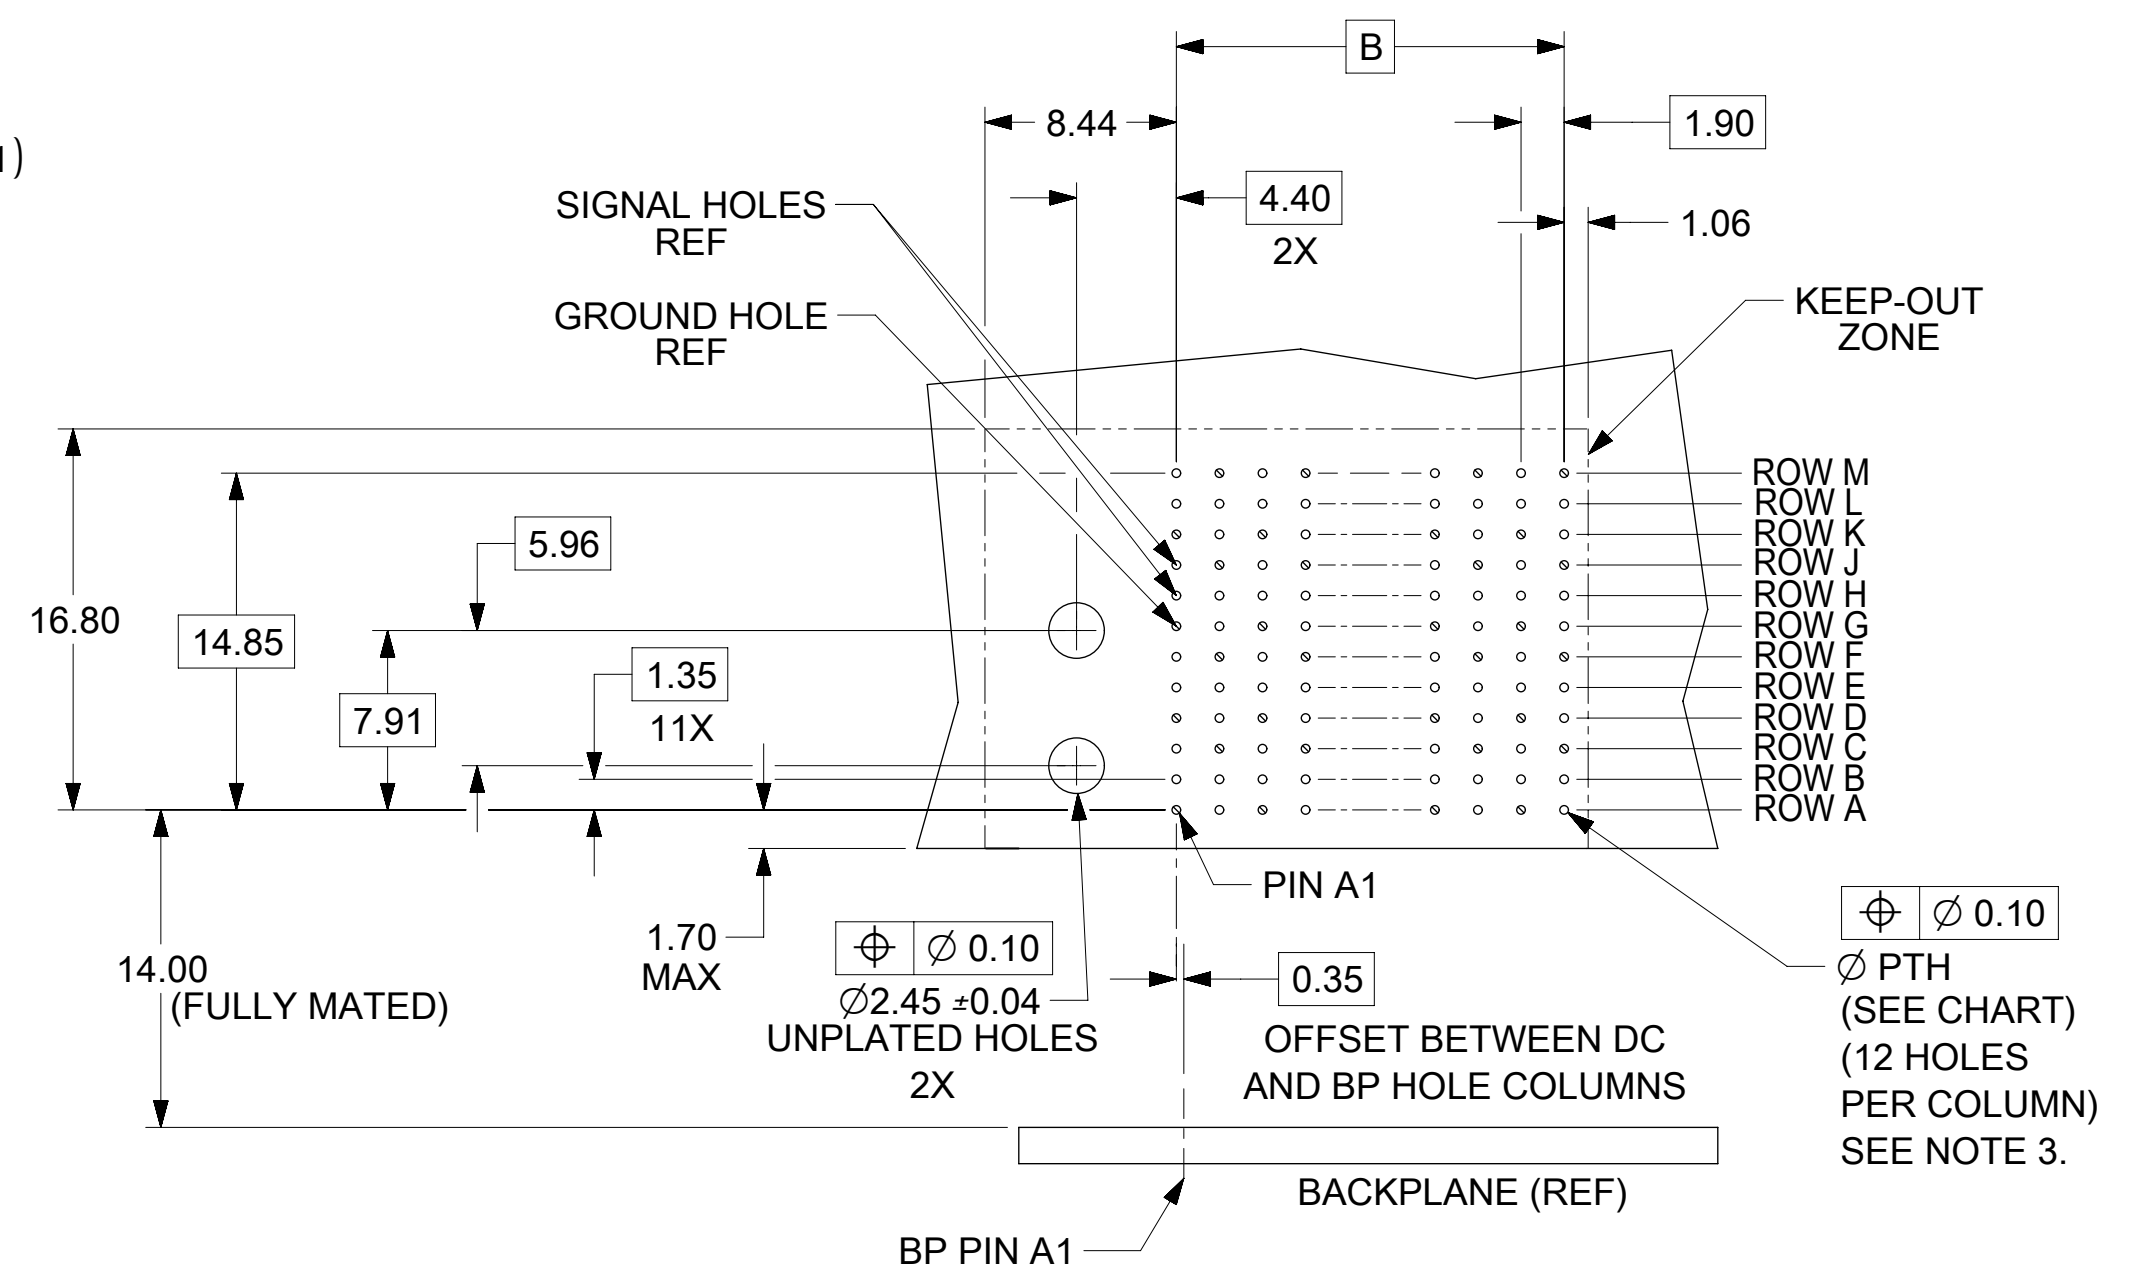 B
8.44
1.90
)
SIGNAL HOLES
REF
4.40
2X
1.06
GROUND HOLE
REF
KEEP-OUT
ZONE
ROW M
ROW L
ROW K
ROW J
ROW H
ROW G
ROW F
ROW E
ROW D
ROW C
ROW B
ROW A
5.96
16.80
14.85
1.35
11X
7.91
PIN A1
1.70
MAX
⌖ ∅ 0.10
∅2.45 ±0.04
UNPLATED HOLES
2X
14.00
(FULLY MATED)
0.35
OFFSET BETWEEN DC
AND BP HOLE COLUMNS
⌖ ∅ 0.10
∅ PTH
(SEE CHART)
(12 HOLES
PER COLUMN)
SEE NOTE 3.
BACKPLANE (REF)
BP PIN A1